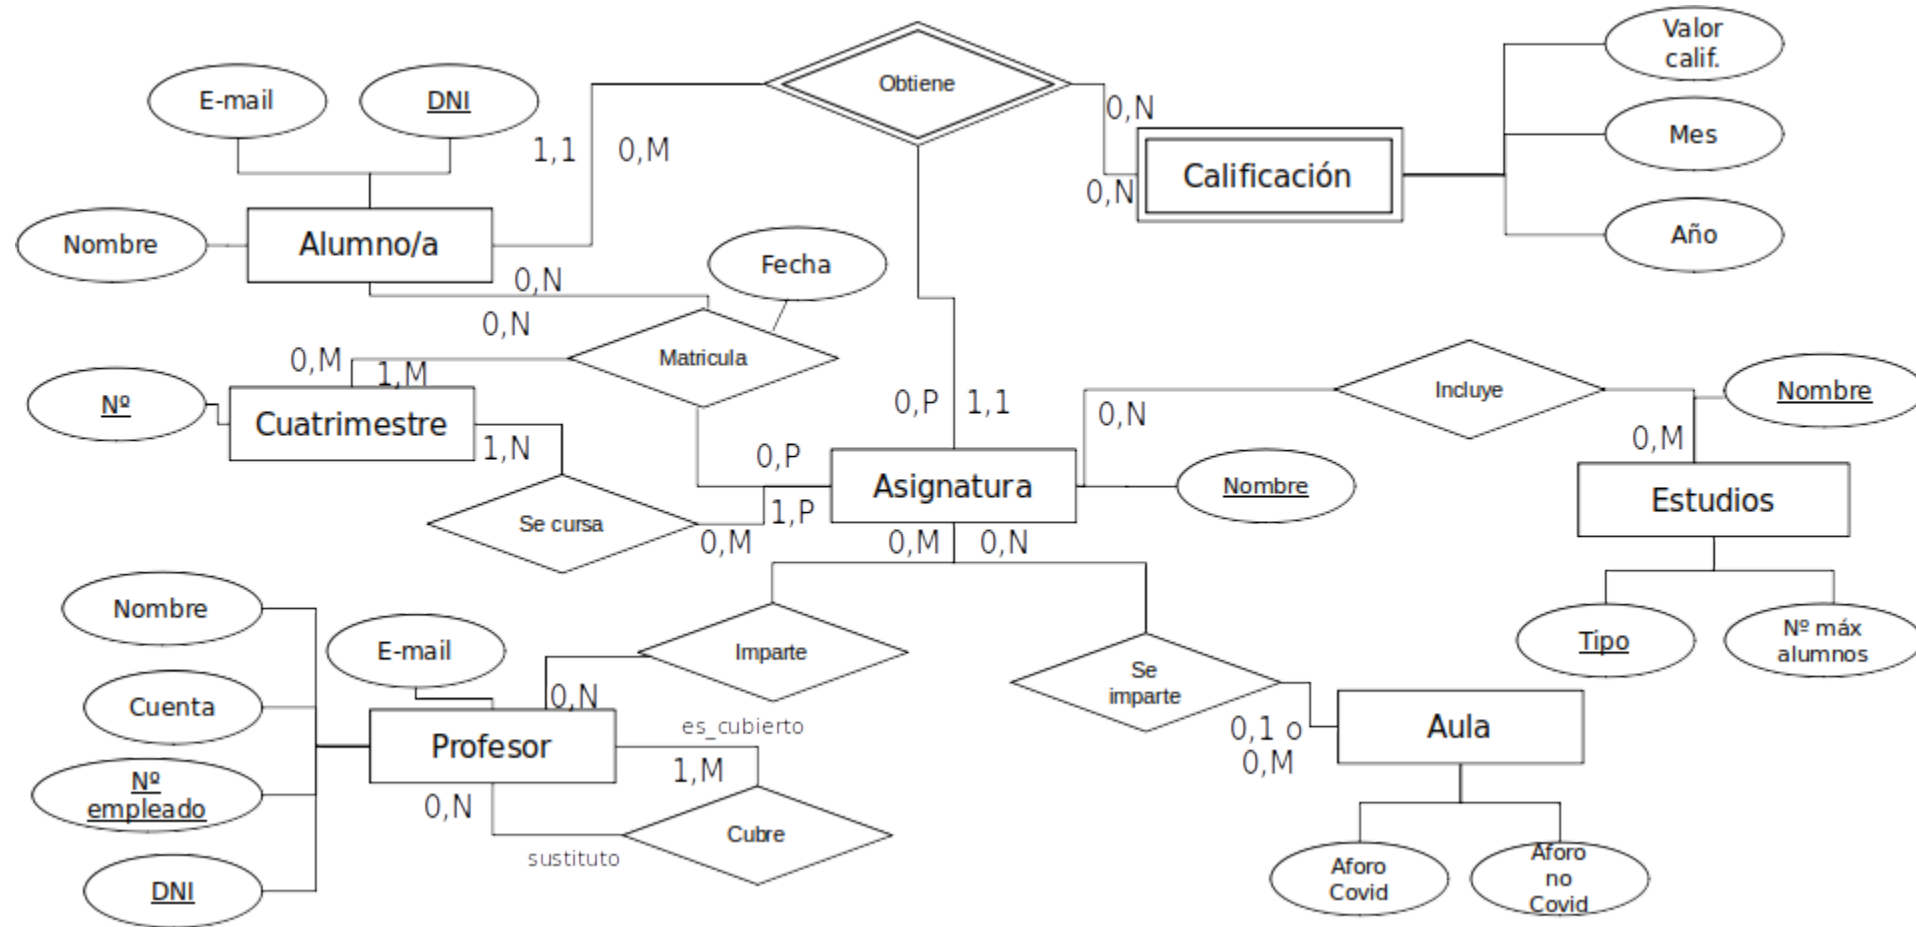 Valor
calif.
Obtiene
E-mail
DNI
0,N
Mes
1,1
0,M
Calificación
0,N
Nombre
Alumno/a
Año
Fecha
0,N
0,N
Matricula
0,M
1,M
Nº
Cuatrimestre
0,P
1,1
Incluye
0,N
Nombre
0,M
1,N
0,P
Asignatura
Nombre
Estudios
Se cursa
1,P
0,M
0,M
0,N
Nombre
E-mail
Imparte
Tipo
Nº máx
alumnos
Se
imparte
Cuenta
0,N
es_cubierto
0,1 o
0,M
Aula
Profesor
1,M
Nº
empleado
0,N
Cubre
sustituto
DNI
Aforo
Covid
Aforo
no
Covid